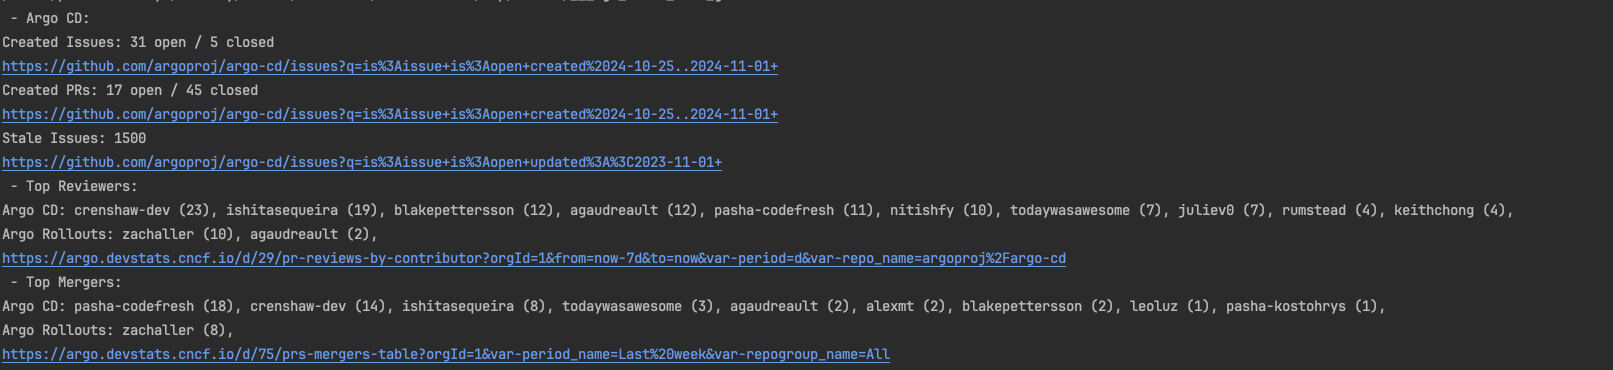 - Argo CD:
Created Issues: 31 open / 5 closed
https://github.com/argoproj/argo-cd/issues?q=is%3Aissue+is%3Aopen+created%2024-10-25..2024-11-01+
Created PRs: 17 open / 45 closed
https://github.com/argoproj/argo-cd/issues?q=is%3Aissue+is%3Aopen+created%2024-10-25..2024-11-01+
Stale Issues: 1500
https://github.com/argoproj/argo-cd/issues?q=is%3Aissue+is%3Aopen+updated%3A%3C2023-11-01+
- Top Reviewers:
Argo CD: crenshaw-dev (23), ishitasequeira (19), blakepettersson (12), agaudreault (12), pasha-codefresh (11), nitishfy (10), todaywasawesome (7), juliev0 (7), rumstead (4), keithchong (4),
Argo Rollouts: zachaller (10), agaudreault (2),
https://argo.devstats.cncf.io/d/29/pr-reviews-by-contributor?orgId=1&from=now-7d&to=now&var-period=d&var-repo_name=argoproj%2Fargo-cd
- Top Mergers:
Argo CD: pasha-codefresh (18), crenshaw-dev (14), ishitasequeira (8), todaywasawesome (3), agaudreault (2), alexmt (2), blakepettersson (2), leoluz (1), pasha-kostohrys (1),
Argo Rollouts: zachaller (8),
https://argo.devstats.cncf.io/d/75/prs-mergers-table?orgId=1&var-period_name=Last%20week&var-repogroup_name=All